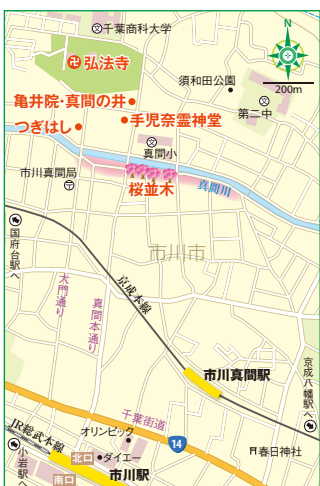 千葉商科大学
N
弘法寺
須和田公園
200m
亀井院・真間の井
手児奈霊神堂
第二中
つぎはし
真間小
市川真間局
桜並木
真間川
市川市
国府台駅へ
京成本線
大門通り
真間本通り
市川真間駅
京成八幡駅へ
千葉街道
JR総武本線
オリンピック
14
小岩駅へ
北口
ダイエー
春日神社
市川駅
南口